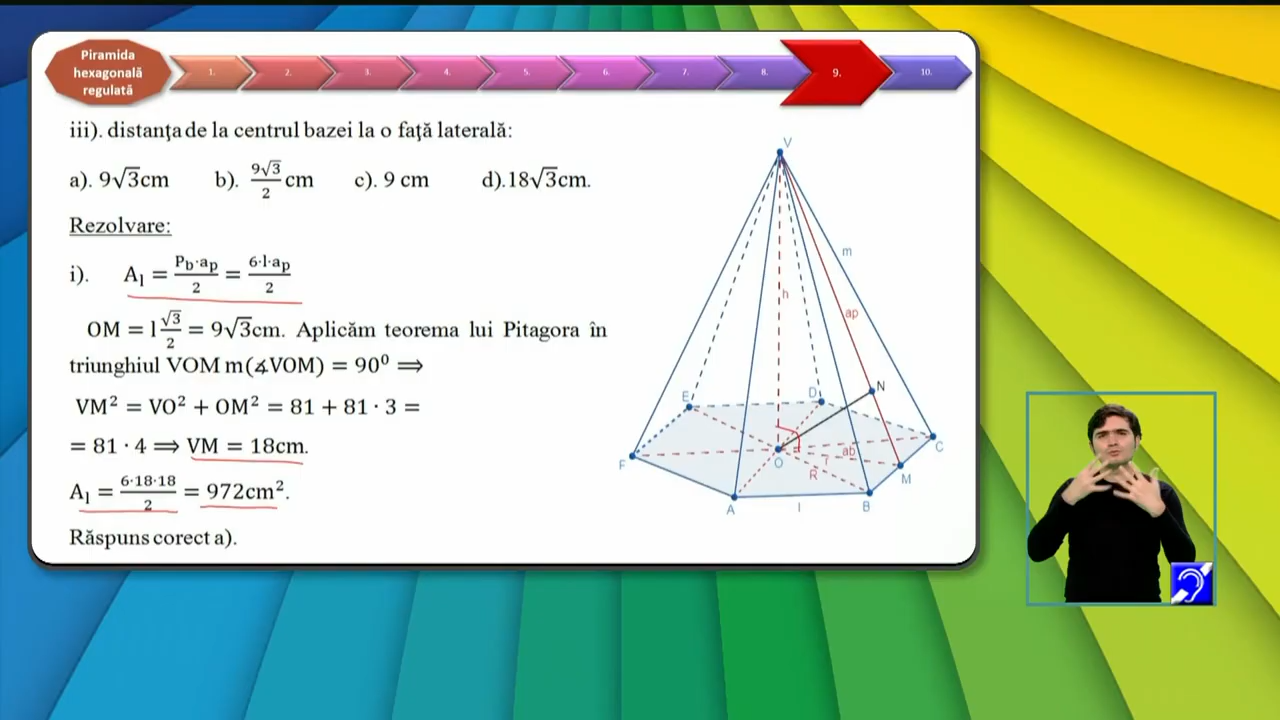 Piramida
hexagonală
regulată
1.
2.
3.
4.
5.
6.
7.
8.
9.
10.
iii). distanţa de la centrul bazei la o faţă laterală:
a). 9√3cm b). 9√3/2 cm c). 9 cm d).18√3cm.
Rezolvare:
i). A_l = P_b·a_p/2 = 6·l·a_p/2
OM = l √3/2 = 9√3cm. Aplicăm teorema lui Pitagora în
triunghiul VOM m(∢VOM) = 90⁰ ⟹
VM² = VO² + OM² = 81 + 81 · 3 =
= 81 · 4 ⟹ VM = 18cm.
A_l = 6·18·18/2 = 972cm².
Răspuns corect a).
V
m
h
ap
N
E
D
C
ab
F
O
R
M
A
l
B